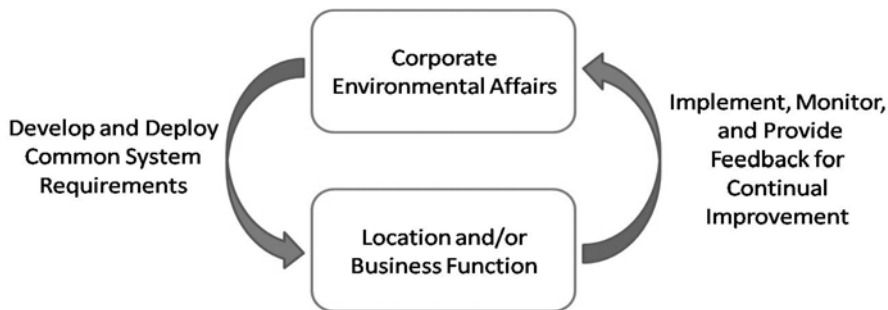 Corporate
Environmental Affairs
Develop and Deploy
Common System
Requirements
Implement, Monitor,
and Provide
Feedback for
Continual
Improvement
Location and/or
Business Function